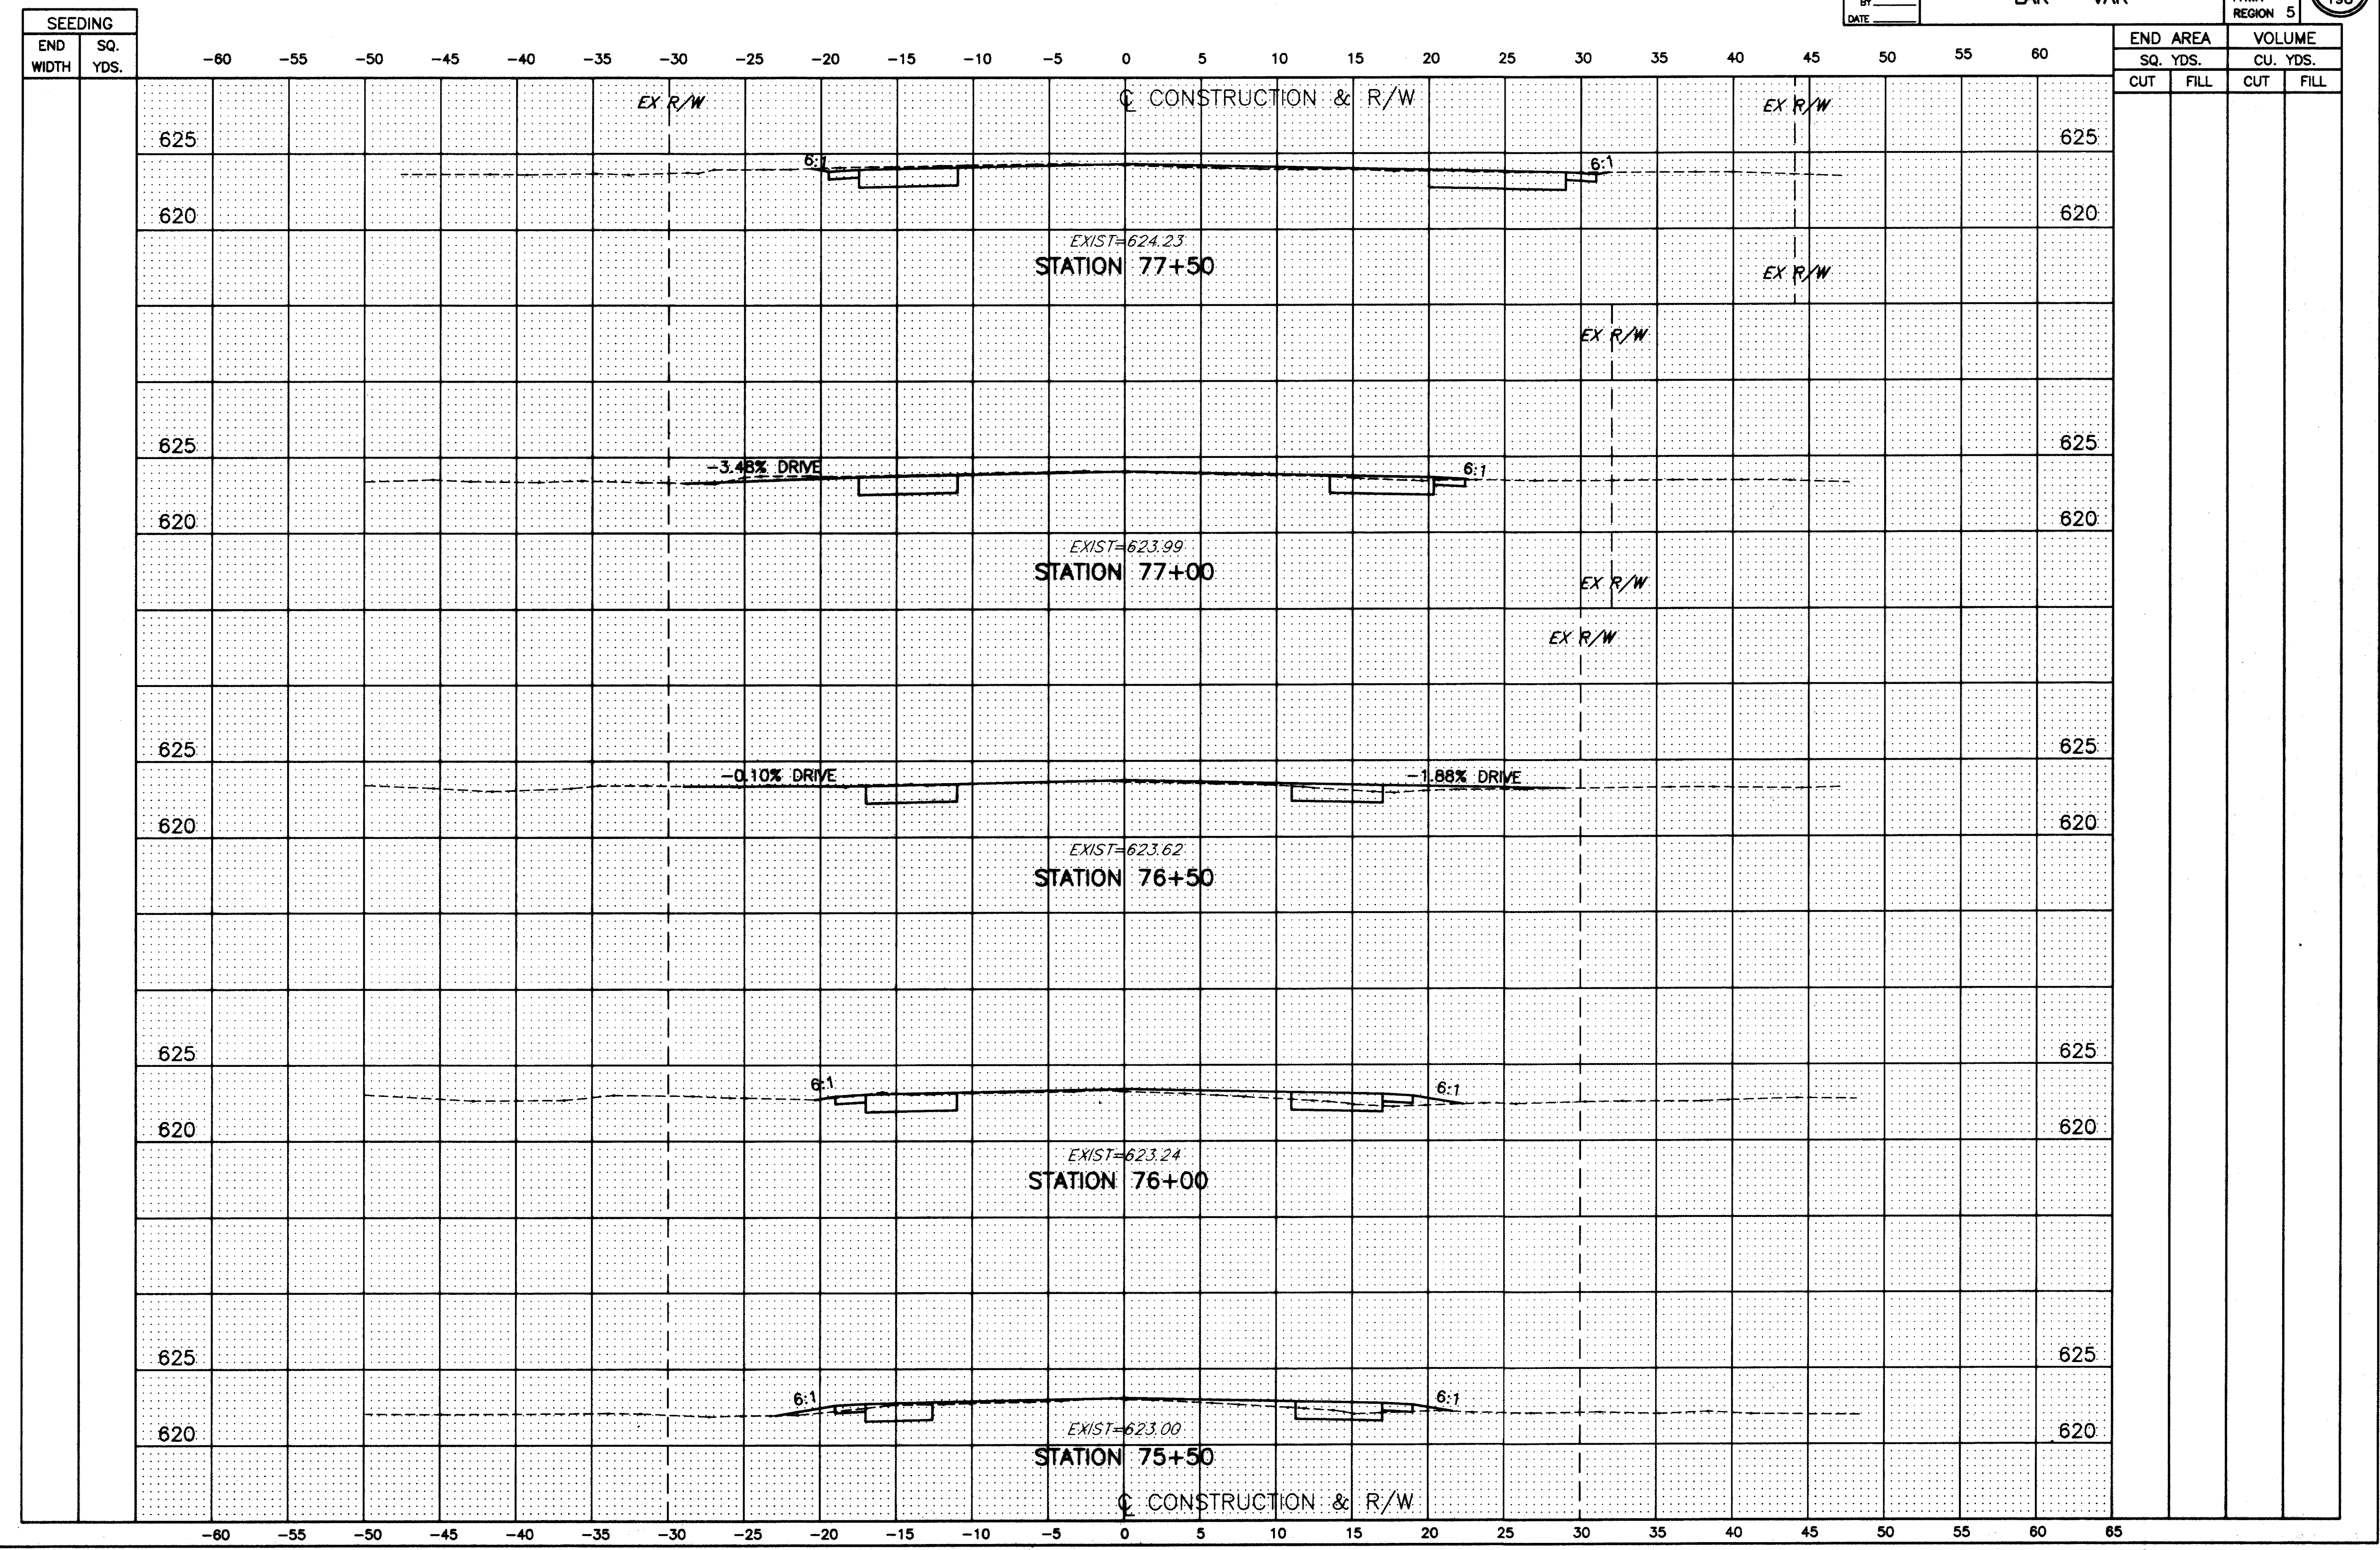 BY
DATE
EAR VAR
REGION 5
SEEDING
END WIDTH SQ. YDS.
END AREA VOLUME
SQ. YDS. CU. YDS.
CUT FILL CUT FILL
-60 -55 -50 -45 -40 -35 -30 -25 -20 -15 -10 -5 0 5 10 15 20 25 30 35 40 45 50 55 60
EX R/W ℄ CONSTRUCTION & R/W EX R/W
625 625
6:1 6:1
620 620
EXIST=624.23
STATION 77+50 EX R/W
EX R/W
625 625
-3.48% DRIVE 6:1
620 620
EXIST=623.99
STATION 77+00 EX R/W
EX R/W
625 625
-0.10% DRIVE -1.88% DRIVE
620 620
EXIST=623.62
STATION 76+50
625 625
6:1 6:1
620 620
EXIST=623.24
STATION 76+00
625 625
6:1 6:1
620 620
EXIST=623.00
STATION 75+50
℄ CONSTRUCTION & R/W
-60 -55 -50 -45 -40 -35 -30 -25 -20 -15 -10 -5 0 5 10 15 20 25 30 35 40 45 50 55 60 65